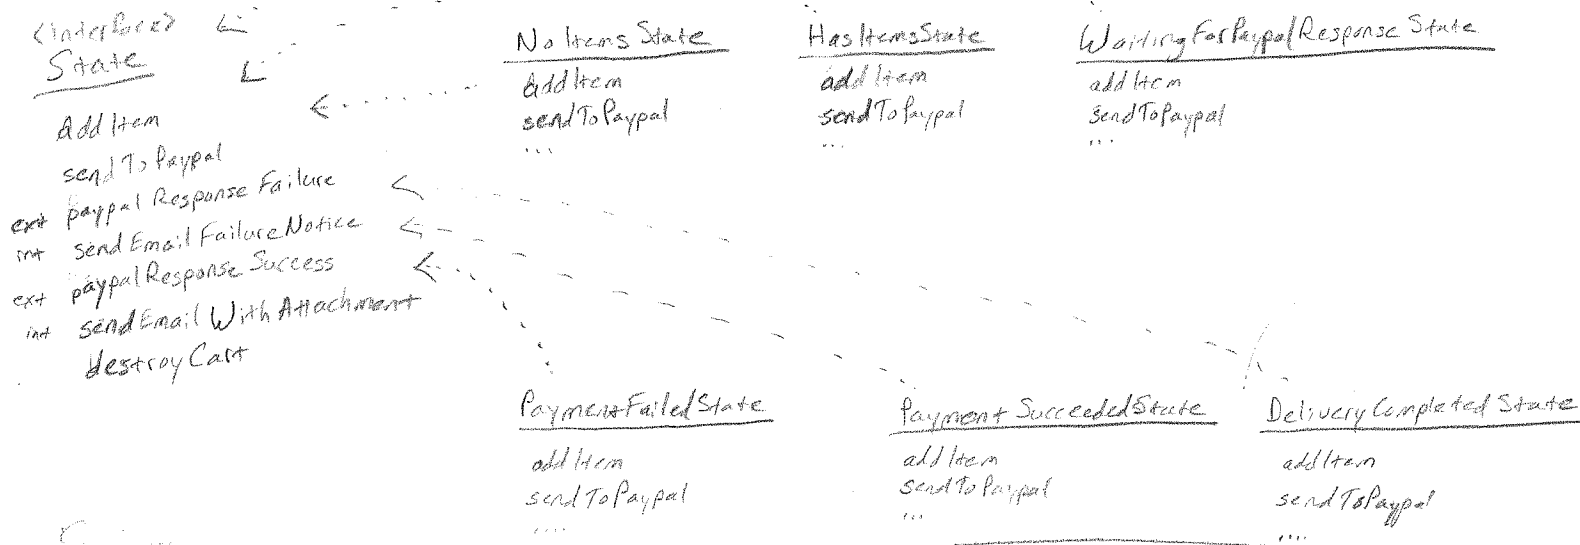 <interface>
State
addItem
sendToPaypal
ext paypalResponseFailure
int sendEmailFailureNotice
ext paypalResponseSuccess
int sendEmailWithAttachment
destroyCart
NoItemsState
addItem
sendToPaypal
...
HasItemsState
addItem
sendToPaypal
...
WaitingForPaypalResponseState
addItem
sendToPaypal
...
PaymentFailedState
addItem
sendToPaypal
....
PaymentSucceededState
addItem
sendToPaypal
...
DeliveryCompletedState
addItem
sendToPaypal
....